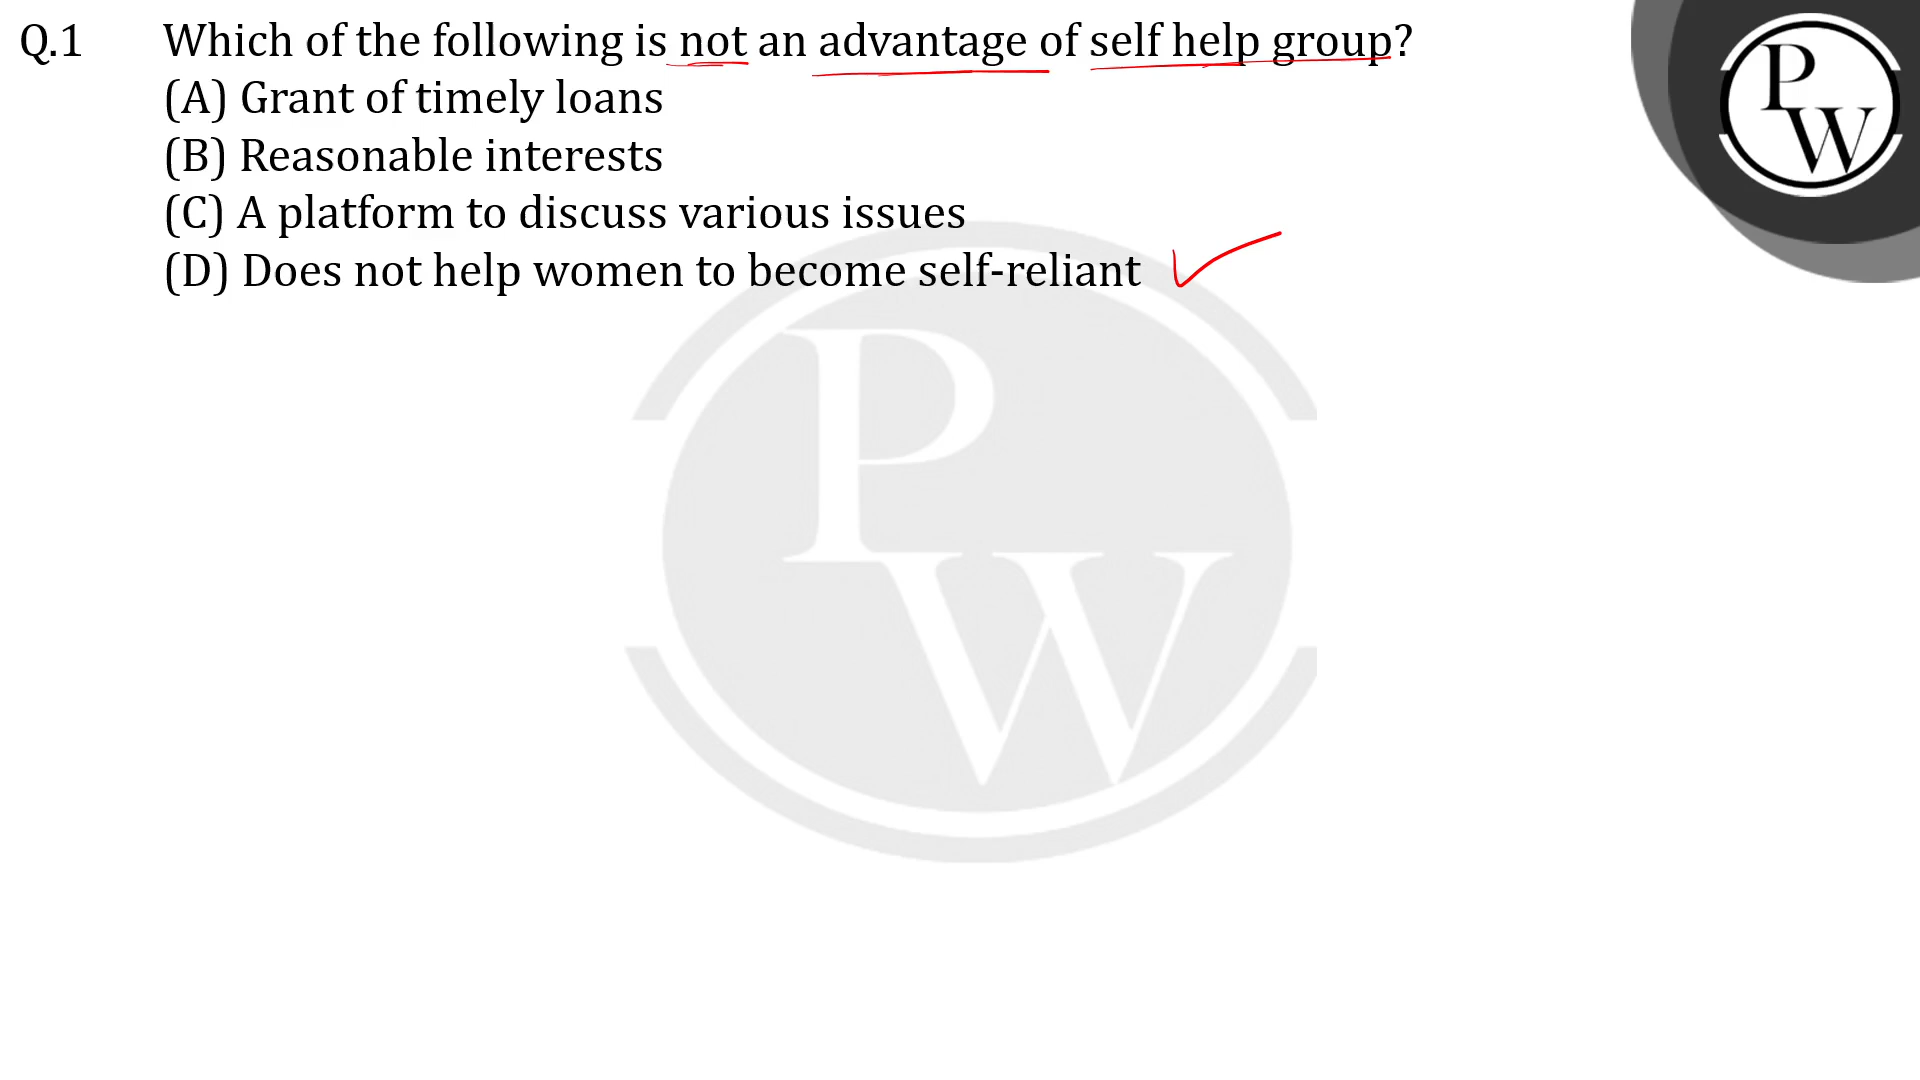 Q.1 Which of the following is not an advantage of self help group?
(A) Grant of timely loans
(B) Reasonable interests
(C) A platform to discuss various issues
(D) Does not help women to become self-reliant
P
W
P
W